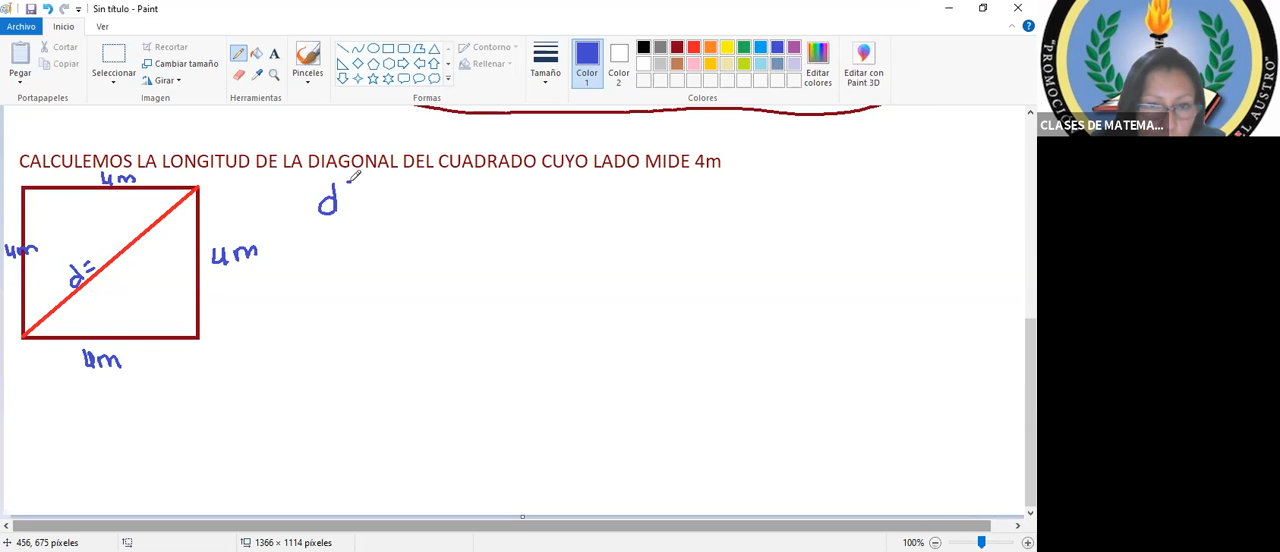 Sin título - Paint
Archivo Inicio Ver
Pegar
Cortar
Copiar
Portapapeles
Seleccionar
Recortar
Cambiar tamaño
Girar
Imagen
A
Herramientas
Pinceles
Contorno
Rellenar
Formas
Tamaño
Color 1
Color 2
Editar colores
Colores
Editar con Paint 3D
PROMOCIÓN
EL AUSTRO"
CLASES DE MATEMA...
CALCULEMOS LA LONGITUD DE LA DIAGONAL DEL CUADRADO CUYO LADO MIDE 4m
4m
d
4m
4m
d=
4m
456, 675 píxeles
1366 × 1114 píxeles
100%